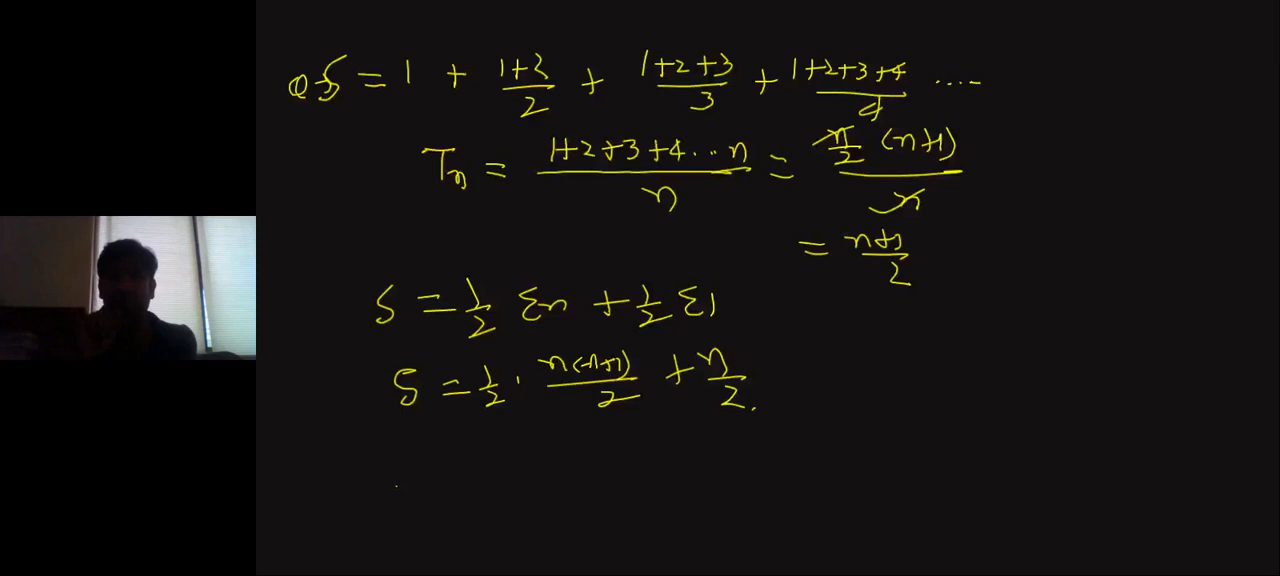 Q S = 1 + (1+2)/2 + (1+2+3)/3 + (1+2+3+4)/4 ....
Tn = (1+2+3+4...n)/n = (n/2 (n+1))/n
= (n+1)/2
S = 1/2 Σn + 1/2 Σ1
S = 1/2 · n(n+1)/2 + n/2.